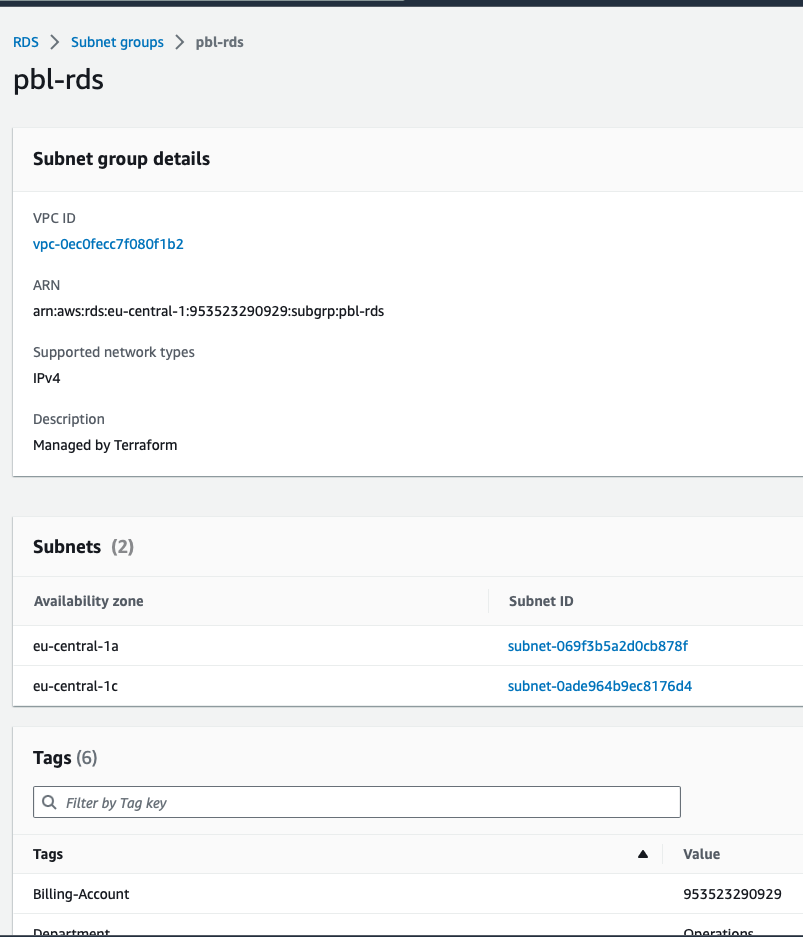 RDS > Subnet groups > pbl-rds
pbl-rds
Subnet group details
VPC ID
vpc-0ec0fecc7f080f1b2
ARN
arn:aws:rds:eu-central-1:953523290929:subgrp:pbl-rds
Supported network types
IPv4
Description
Managed by Terraform
Subnets (2)
Availability zone Subnet ID
eu-central-1a subnet-069f3b5a2d0cb878f
eu-central-1c subnet-0ade964b9ec8176d4
Tags (6)
Filter by Tag key
Tags Value
Billing-Account 953523290929
Department Operations